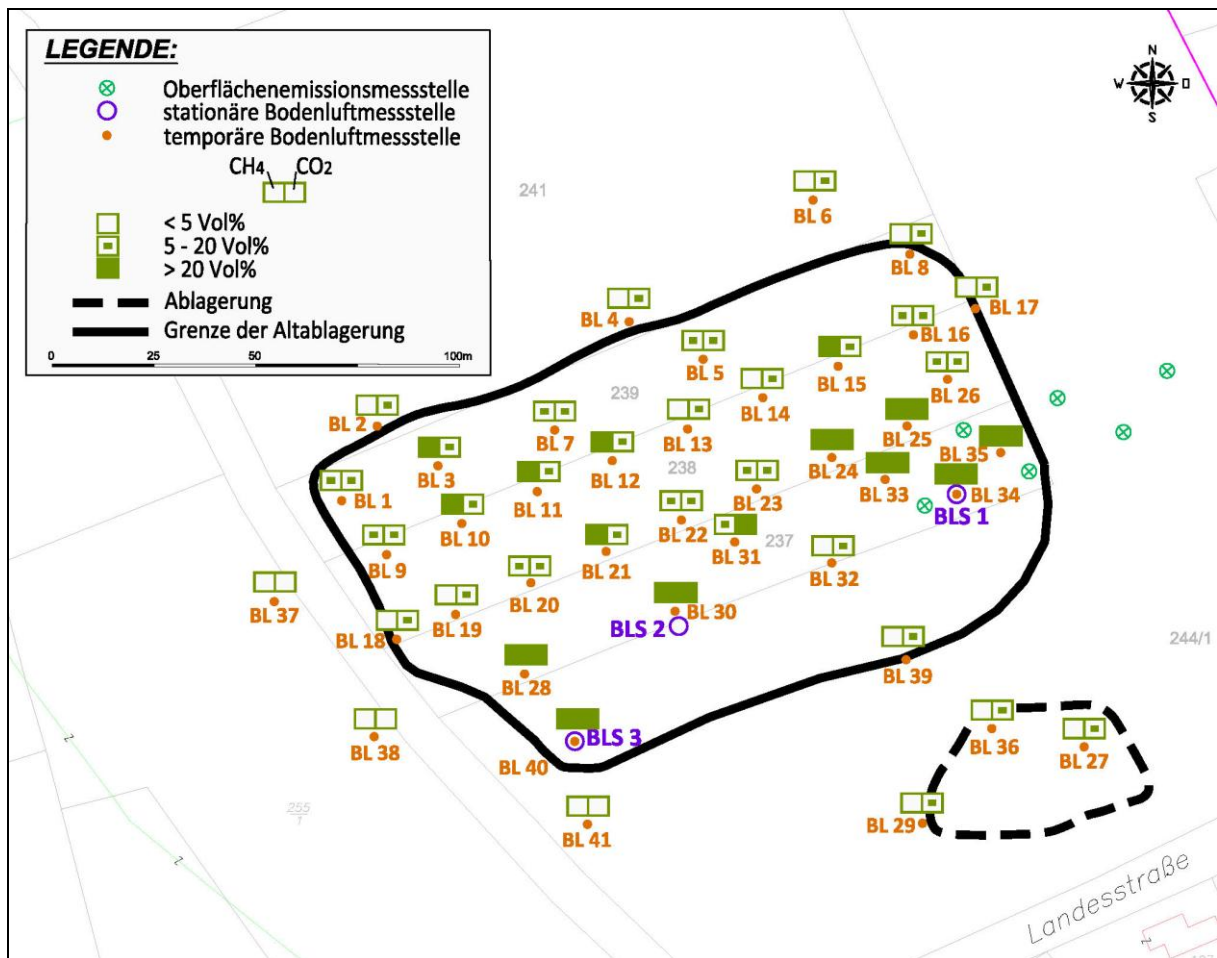 LEGENDE:
Oberflächenemissionsmessstelle
stationäre Bodenluftmessstelle
temporäre Bodenluftmessstelle
CH4 CO2
< 5 Vol%
5 - 20 Vol%
> 20 Vol%
Ablagerung
Grenze der Altablagerung
0 25 50 100m
N
W O
S
241
BL 6
BL 8
BL 17
BL 4
BL 16
BL 5
BL 15
BL 26
239
BL 14
BL 2
BL 7
BL 13
BL 25
BL 35
BL 3
BL 12
238
BL 24
BL 33
BL 1
BL 11
BL 23
BL 34
BLS 1
BL 10
BL 22
237
BL 9
BL 21
BL 31
BL 32
BL 37
BL 20
BL 19
BL 30
BLS 2
BL 18
244/1
BL 28
BL 39
BL 36
BL 38
BLS 3
BL 27
BL 40
255
1
BL 41
BL 29
Landesstraße